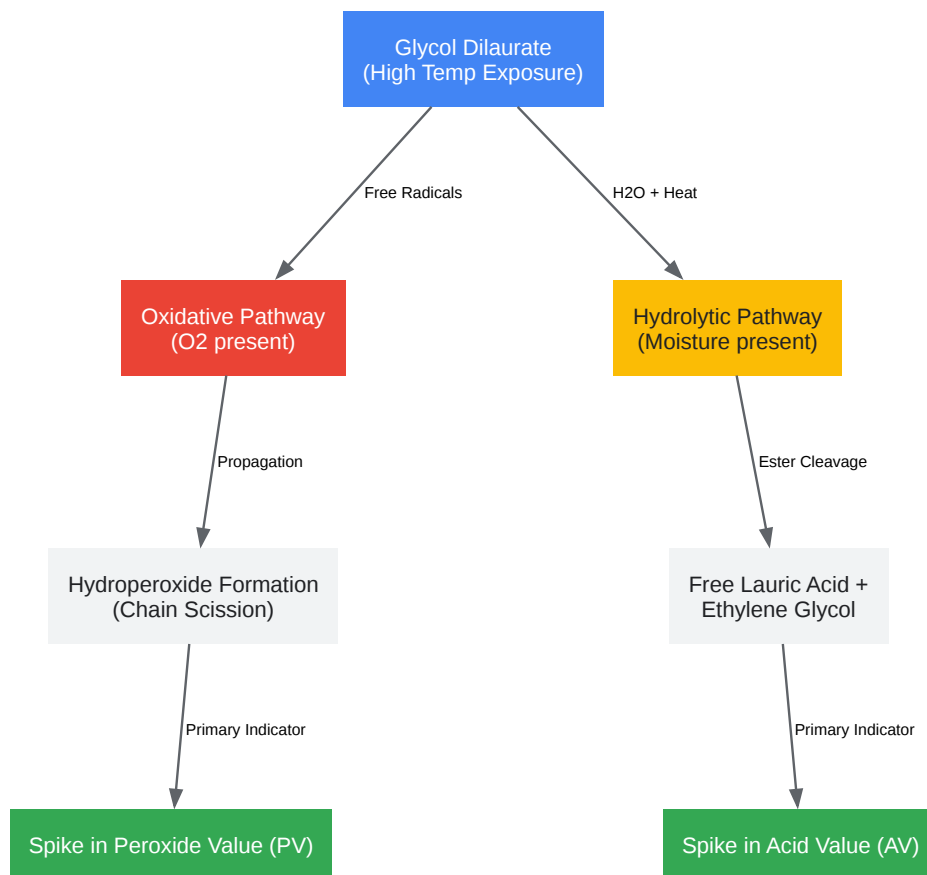 Glycol Dilaurate
(High Temp Exposure)
Free Radicals
H2O + Heat
Oxidative Pathway
(O2 present)
Hydrolytic Pathway
(Moisture present)
Propagation
Ester Cleavage
Hydroperoxide Formation
(Chain Scission)
Free Lauric Acid +
Ethylene Glycol
Primary Indicator
Primary Indicator
Spike in Peroxide Value (PV)
Spike in Acid Value (AV)